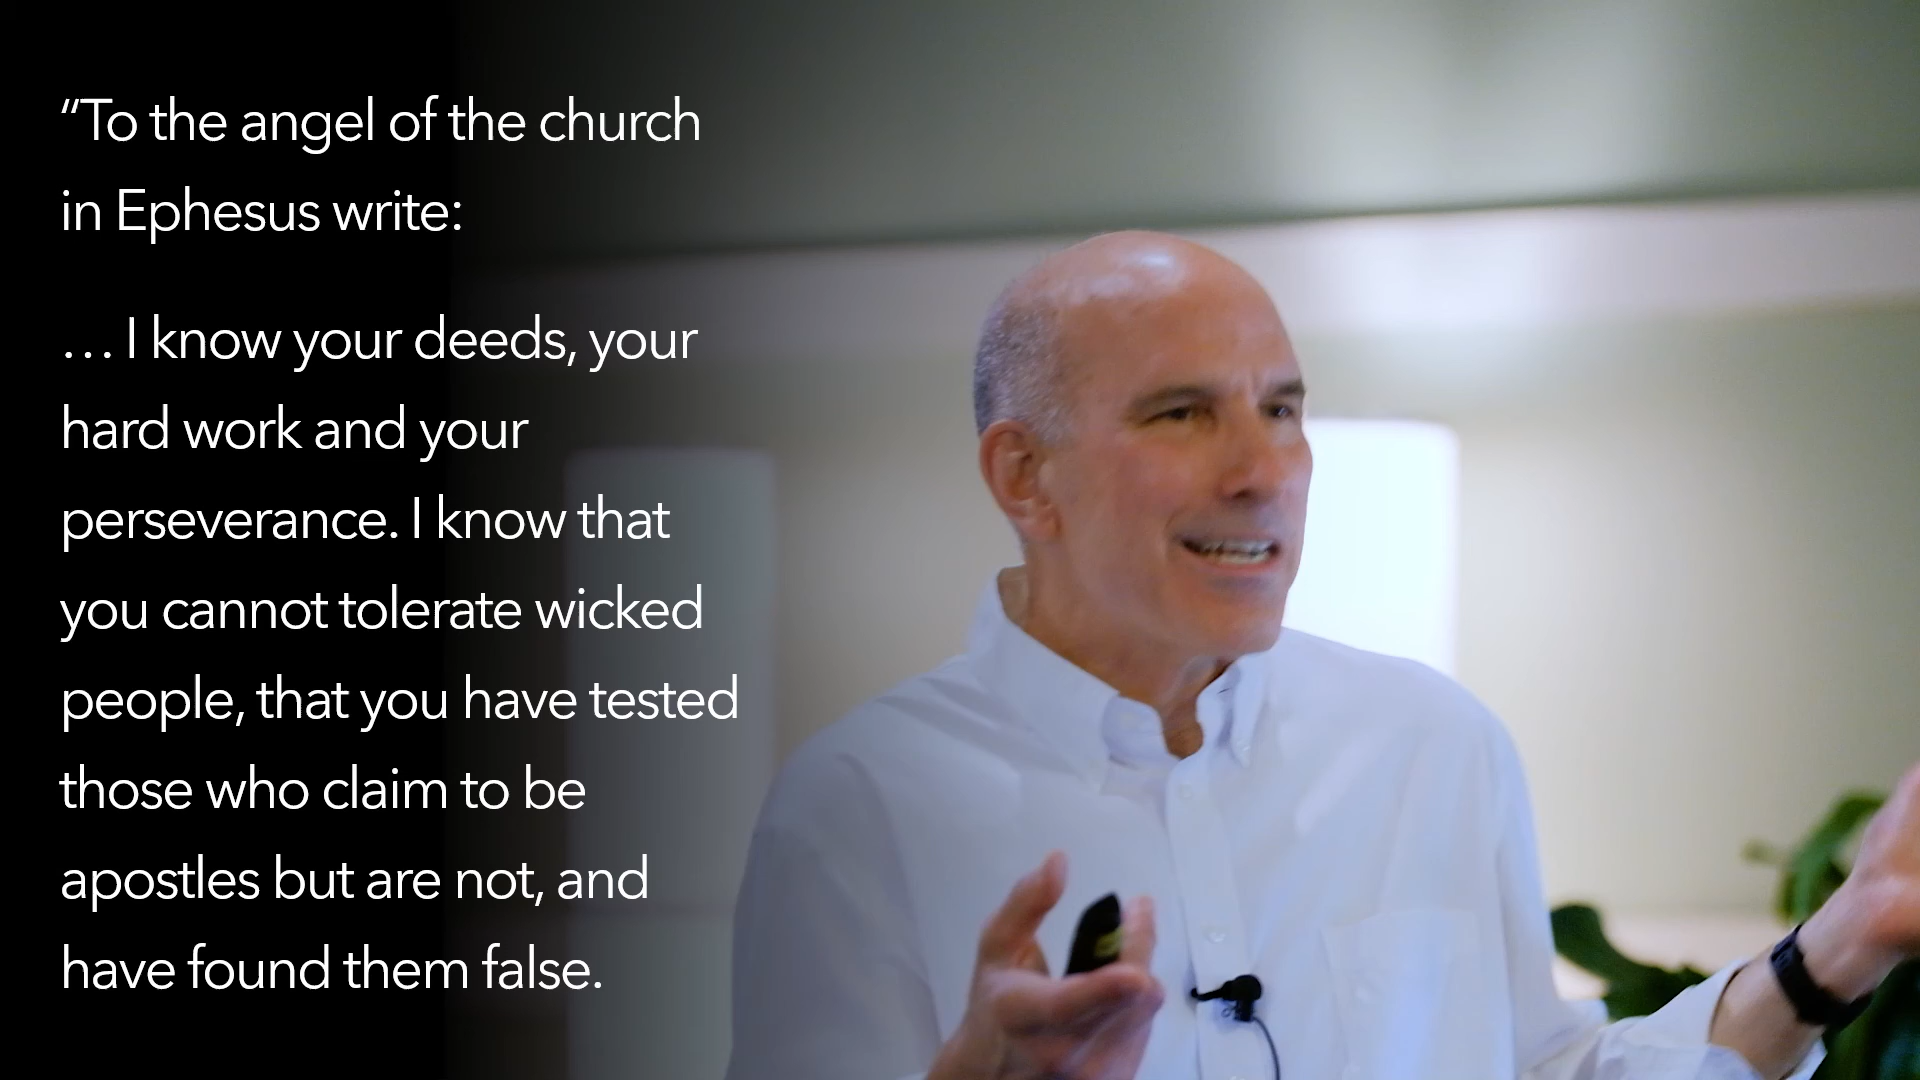 “To the angel of the church
in Ephesus write:
… I know your deeds, your
hard work and your
perseverance. I know that
you cannot tolerate wicked
people, that you have tested
those who claim to be
apostles but are not, and
have found them false.